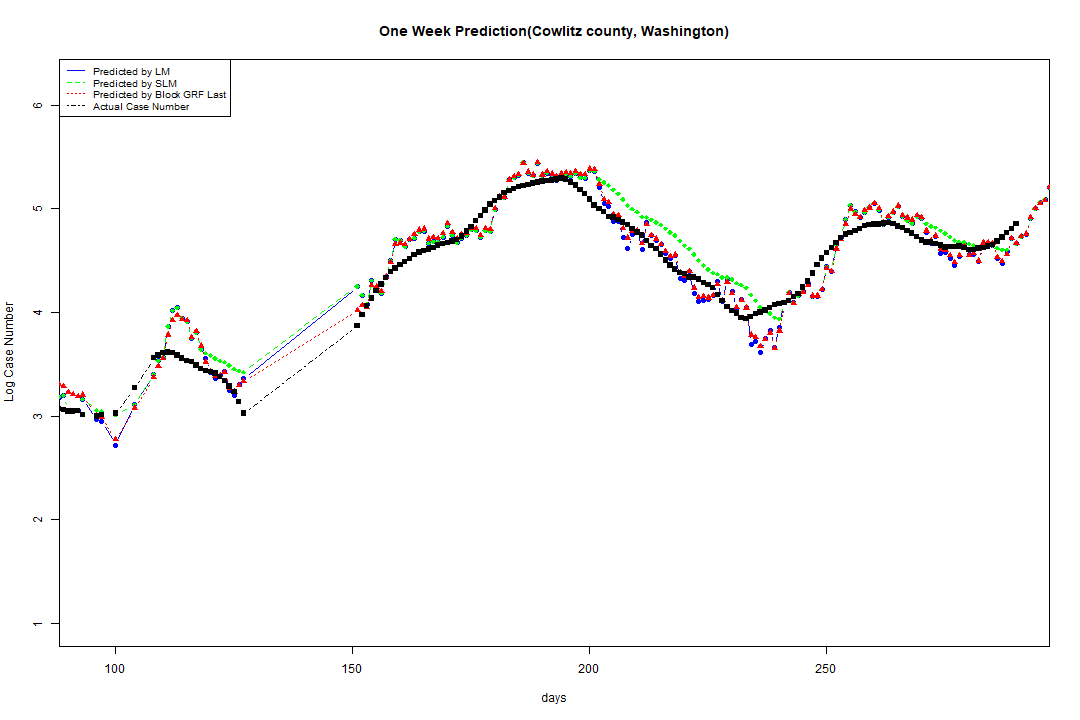 One Week Prediction(Cowlitz county, Washington)
Predicted by LM
Predicted by SLM
Predicted by Block GRF Last
Actual Case Number
Log Case Number
6
5
4
3
2
1
100
150
200
250
days